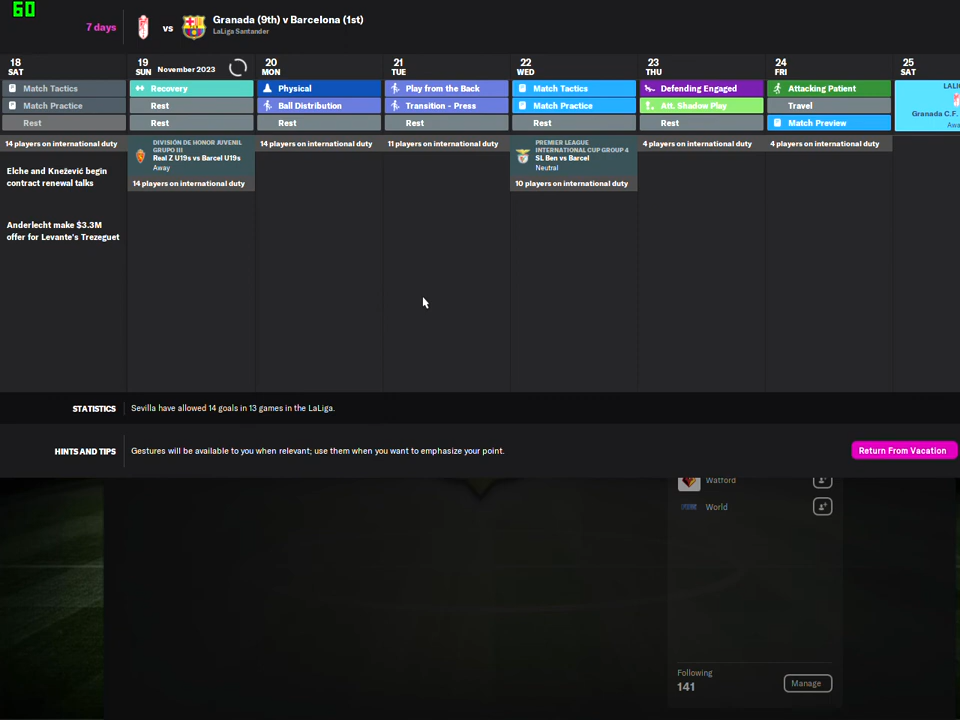 60
7 days
vs
Granada (9th) v Barcelona (1st)
LaLiga Santander
18
SAT
19
SUN November 2023
20
MON
21
TUE
22
WED
23
THU
24
FRI
25
SAT
Match Tactics
Match Practice
Rest
Recovery
Rest
Rest
Physical
Ball Distribution
Rest
Play from the Back
Transition - Press
Rest
Match Tactics
Match Practice
Rest
Defending Engaged
Att. Shadow Play
Rest
Attacking Patient
Travel
Match Preview
LALI
Granada C.F.
Awa
14 players on international duty
Elche and Knežević begin
contract renewal talks
Anderlecht make $3.3M
offer for Levante's Trezeguet
DIVISIÓN DE HONOR JUVENIL
GRUPO III
Real Z U19s vs Barcel U19s
Away
14 players on international duty
14 players on international duty
11 players on international duty
PREMIER LEAGUE
INTERNATIONAL CUP GROUP 4
SL Ben vs Barcel
Neutral
10 players on international duty
4 players on international duty
4 players on international duty
STATISTICS
Sevilla have allowed 14 goals in 13 games in the LaLiga.
HINTS AND TIPS
Gestures will be available to you when relevant; use them when you want to emphasize your point.
Return From Vacation
Watford
World
Following
141
Manage